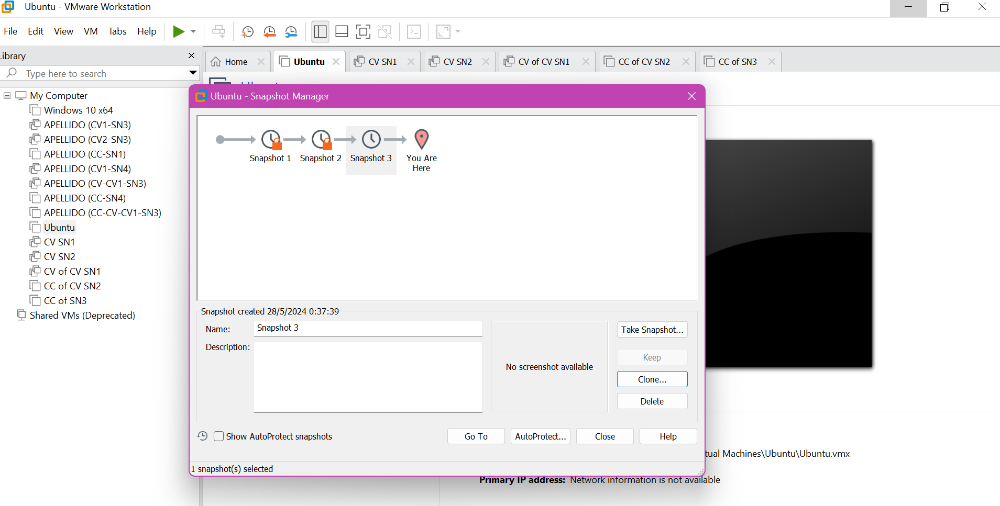 Ubuntu - VMware Workstation
File Edit View VM Tabs Help
Library
Type here to search
My Computer
Windows 10 x64
APELLIDO (CV1-SN3)
APELLIDO (CV2-SN3)
APELLIDO (CC-SN1)
APELLIDO (CV1-SN4)
APELLIDO (CV-CV1-SN3)
APELLIDO (CC-SN4)
APELLIDO (CC-CV-CV1-SN3)
Ubuntu
CV SN1
CV SN2
CV of CV SN1
CC of CV SN2
CC of SN3
Shared VMs (Deprecated)
Home Ubuntu CV SN1 CV SN2 CV of CV SN1 CC of CV SN2 CC of SN3
Ubuntu
Ubuntu - Snapshot Manager
Snapshot 1 Snapshot 2 Snapshot 3 You Are
Here
Snapshot created 28/5/2024 0:37:39
Name: Snapshot 3
Description:
No screenshot available
Take Snapshot...
Keep
Clone...
Delete
Show AutoProtect snapshots
Go To AutoProtect... Close Help
1 snapshot(s) selected
tual Machines\Ubuntu\Ubuntu.vmx
Primary IP address: Network information is not available